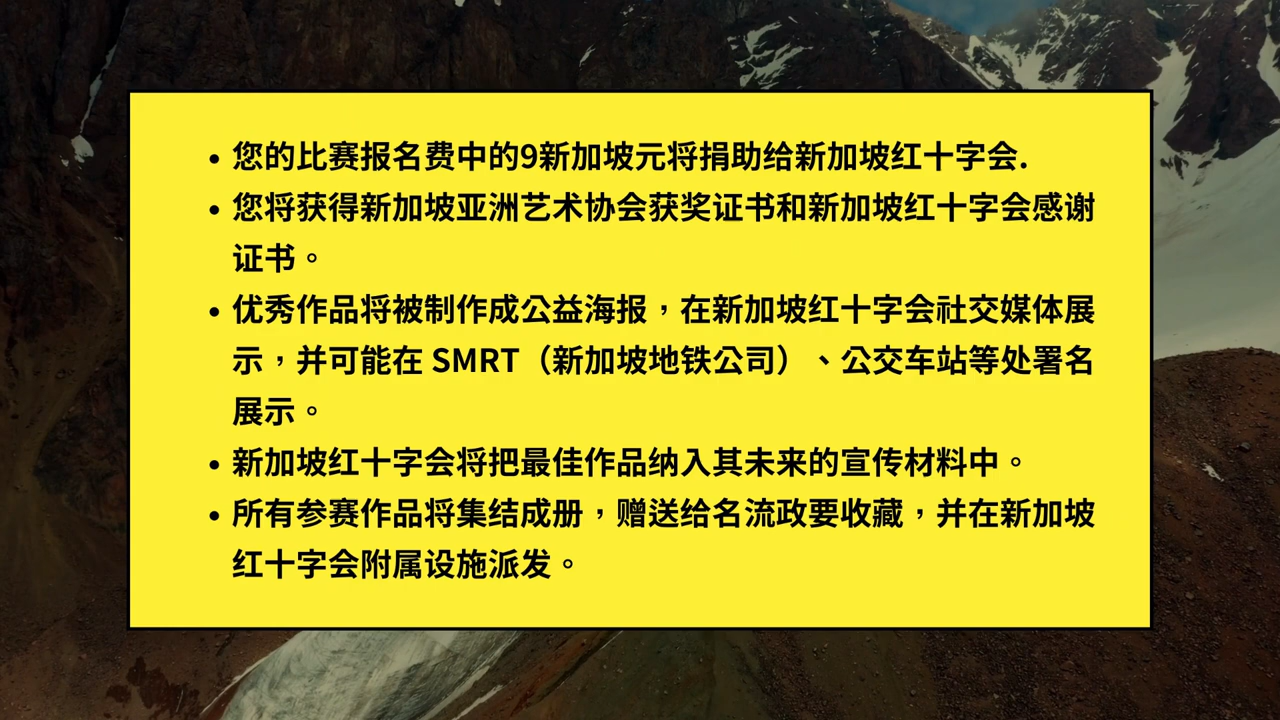 • 您的比赛报名费中的9新加坡元将捐助给新加坡红十字会.
• 您将获得新加坡亚洲艺术协会获奖证书和新加坡红十字会感谢
证书。
• 优秀作品将被制作成公益海报，在新加坡红十字会社交媒体展
示，并可能在 SMRT（新加坡地铁公司）、公交车站等处署名
展示。
• 新加坡红十字会将把最佳作品纳入其未来的宣传材料中。
• 所有参赛作品将集结成册，赠送给名流政要收藏，并在新加坡
红十字会附属设施派发。